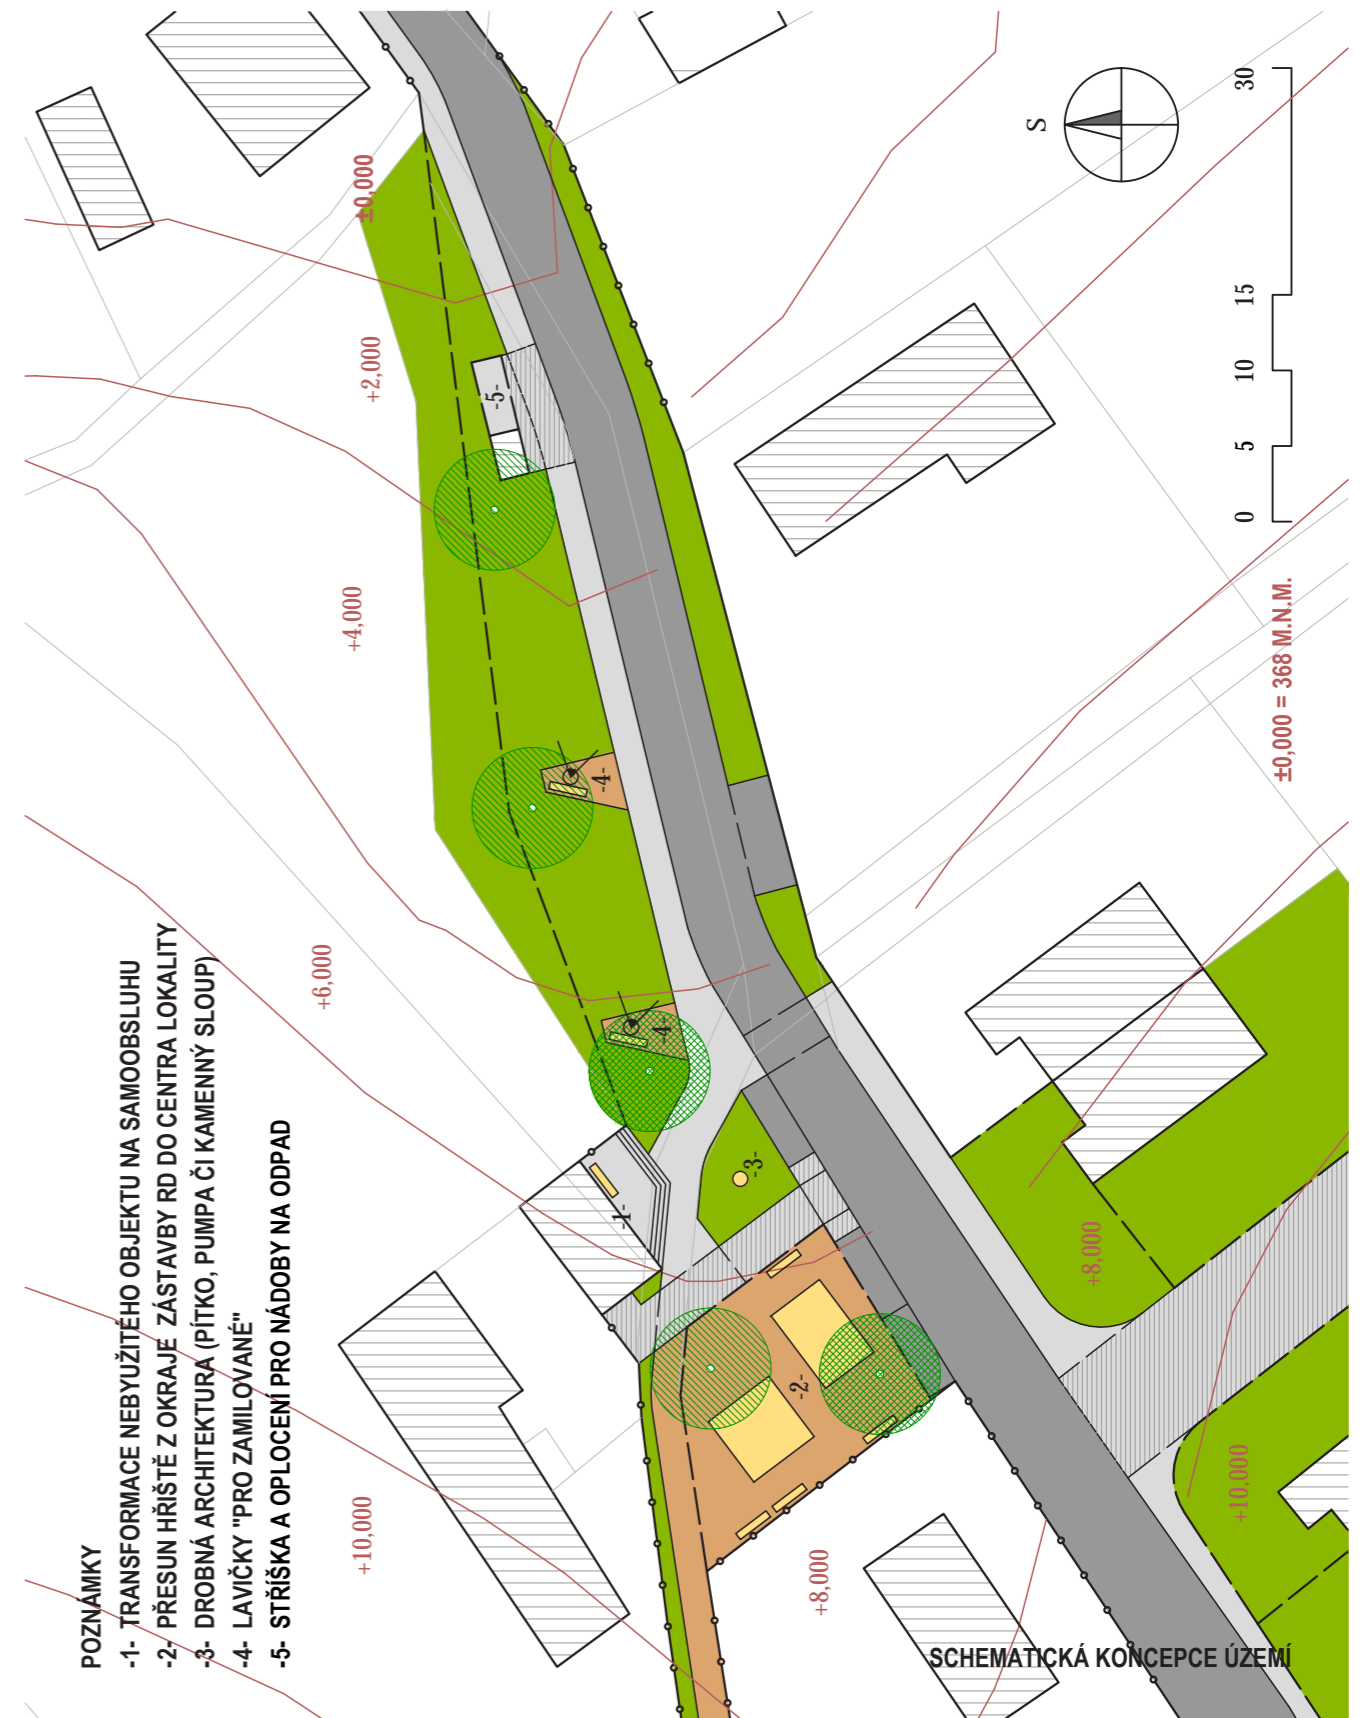 POZNÁMKY
-1- TRANSFORMACE NEBYUŽITÉHO OBJEKTU NA SAMOOBSLUHU
-2- PŘESUN HŘIŠTĚ Z OKRAJE ZÁSTAVBY RD DO CENTRA LOKALITY
-3- DROBNÁ ARCHITEKTURA (PÍTKO, PUMPA ČI KAMENNÝ SLOUP)
-4- LAVIČKY "PRO ZAMILOVANÉ"
-5- STŘÍŠKA A OPLOCENÍ PRO NÁDOBY NA ODPAD
±0,000
+2,000
+4,000
+6,000
+10,000
+8,000
+8,000
+10,000
-5-
-4-
-4-
-3-
-1-
-2-
S
0 5 10 15 30
±0,000 = 368 M.N.M.
SCHEMATICKÁ KONCEPCE ÚZEMÍ